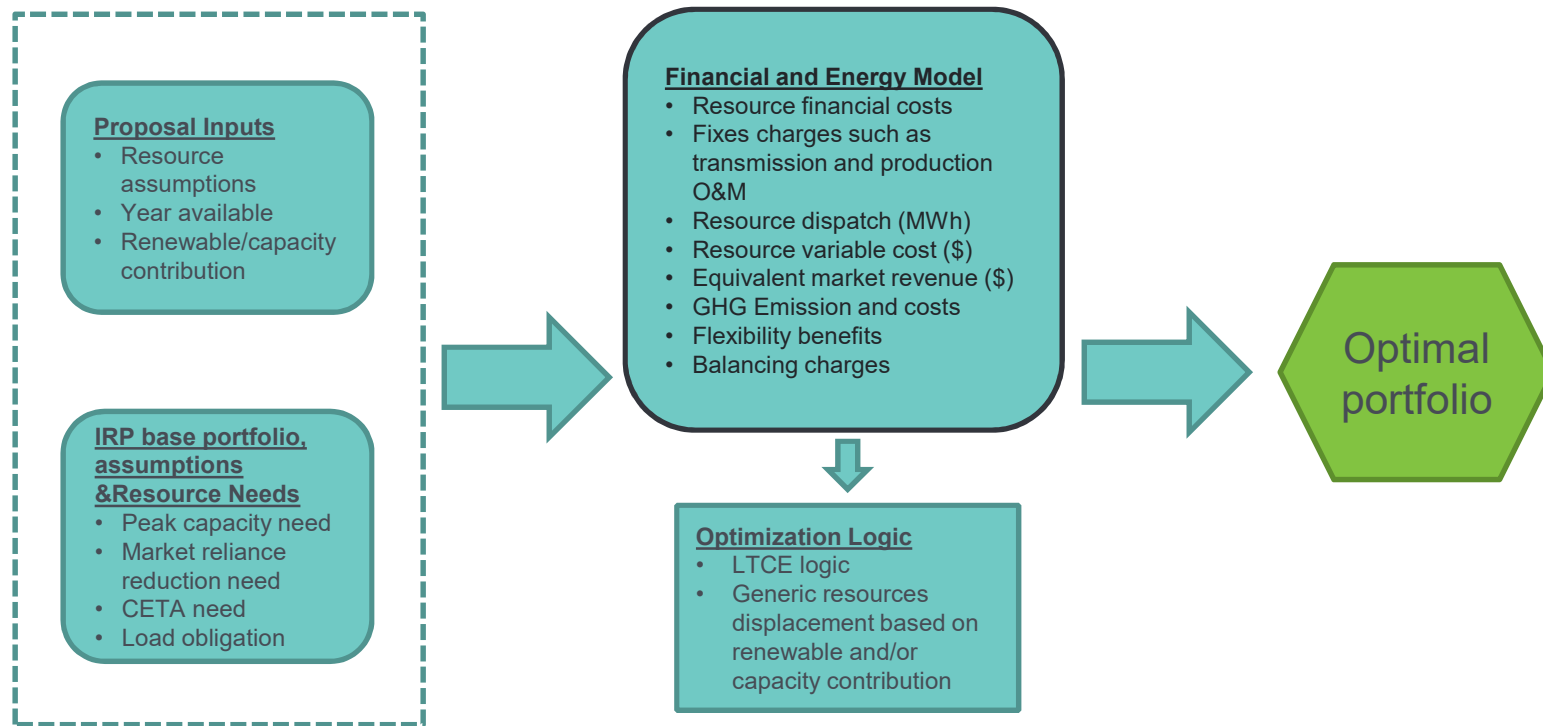 Proposal Inputs
• Resource
assumptions
• Year available
• Renewable/capacity
contribution
IRP base portfolio,
assumptions
&Resource Needs
• Peak capacity need
• Market reliance
reduction need
• CETA need
• Load obligation
Financial and Energy Model
• Resource financial costs
• Fixes charges such as
transmission and production
O&M
• Resource dispatch (MWh)
• Resource variable cost ($)
• Equivalent market revenue ($)
• GHG Emission and costs
• Flexibility benefits
• Balancing charges
Optimization Logic
• LTCE logic
• Generic resources
displacement based on
renewable and/or
capacity contribution
Optimal
portfolio